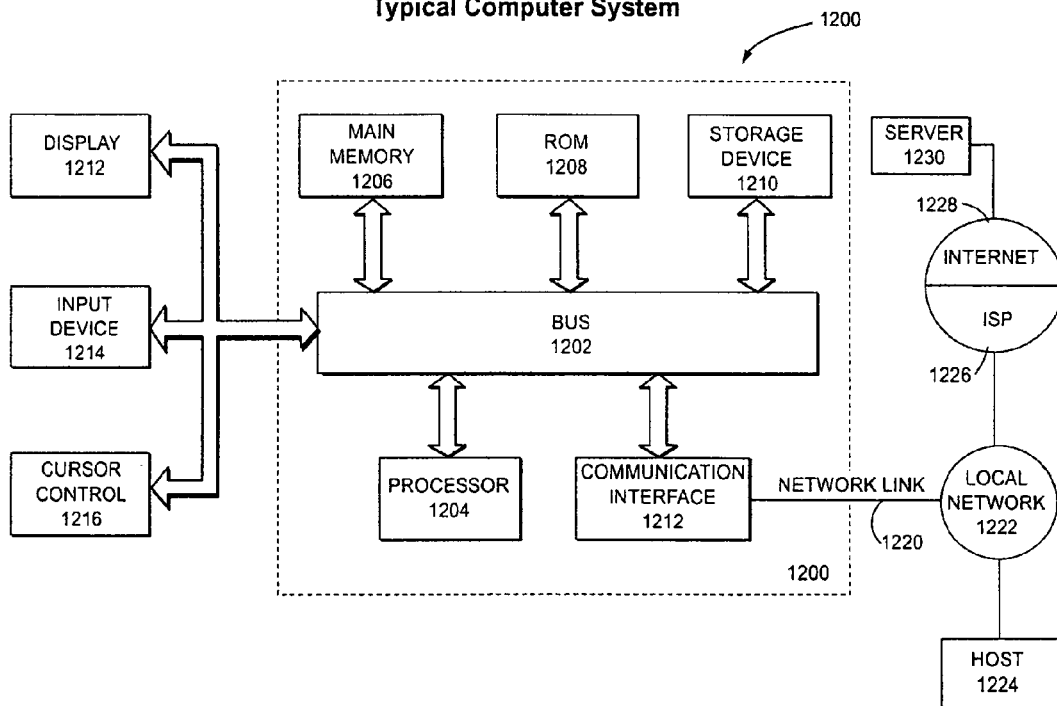 Typical Computer System
1200
DISPLAY
1212
MAIN
MEMORY
1206
ROM
1208
STORAGE
DEVICE
1210
SERVER
1230
1228
INTERNET
ISP
1226
INPUT
DEVICE
1214
BUS
1202
CURSOR
CONTROL
1216
PROCESSOR
1204
COMMUNICATION
INTERFACE
1212
NETWORK LINK
1220
LOCAL
NETWORK
1222
1200
HOST
1224